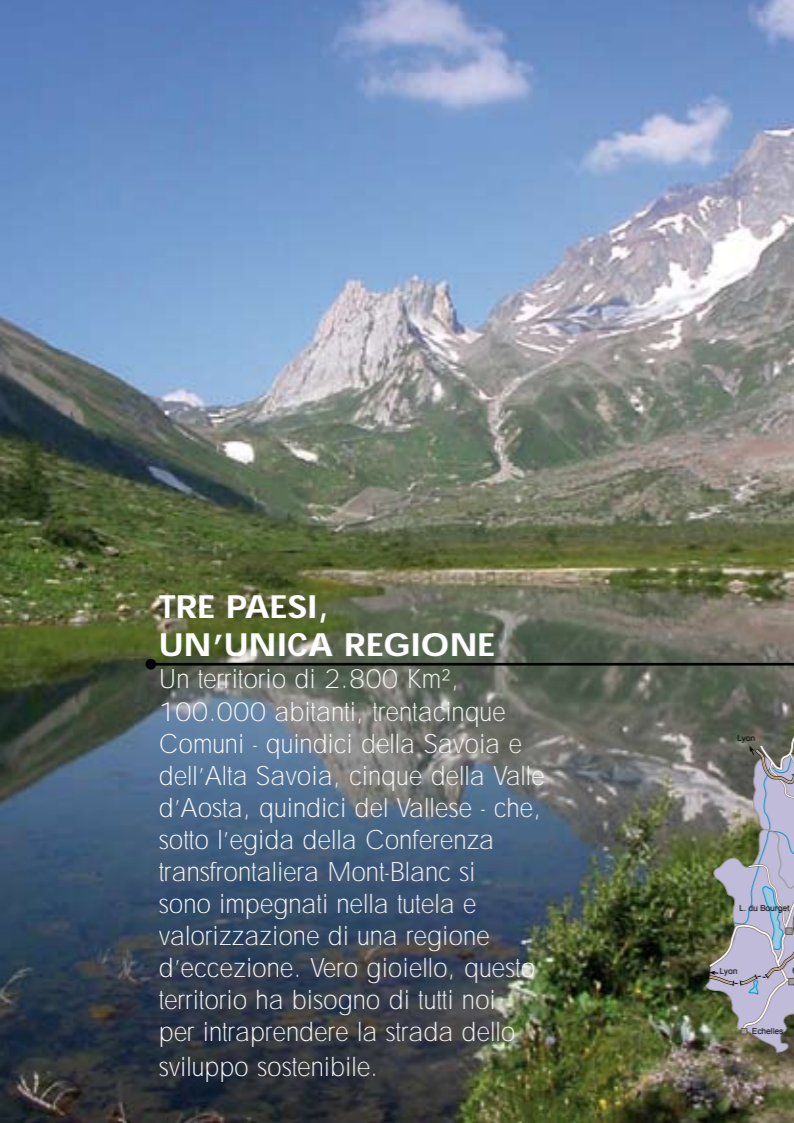 TRE PAESI,
UN'UNICA REGIONE
Un territorio di 2.800 Km²,
100.000 abitanti, trentacinque
Comuni - quindici della Savoia e
dell'Alta Savoia, cinque della Valle
d'Aosta, quindici del Vallese - che,
sotto l'egida della Conferenza
transfrontaliera Mont-Blanc si
sono impegnati nella tutela e
valorizzazione di una regione
d'eccezione. Vero gioiello, questo
territorio ha bisogno di tutti noi
per intraprendere la strada dello
sviluppo sostenibile.
Lyon
L. du Bourget
Lyon
Echelles